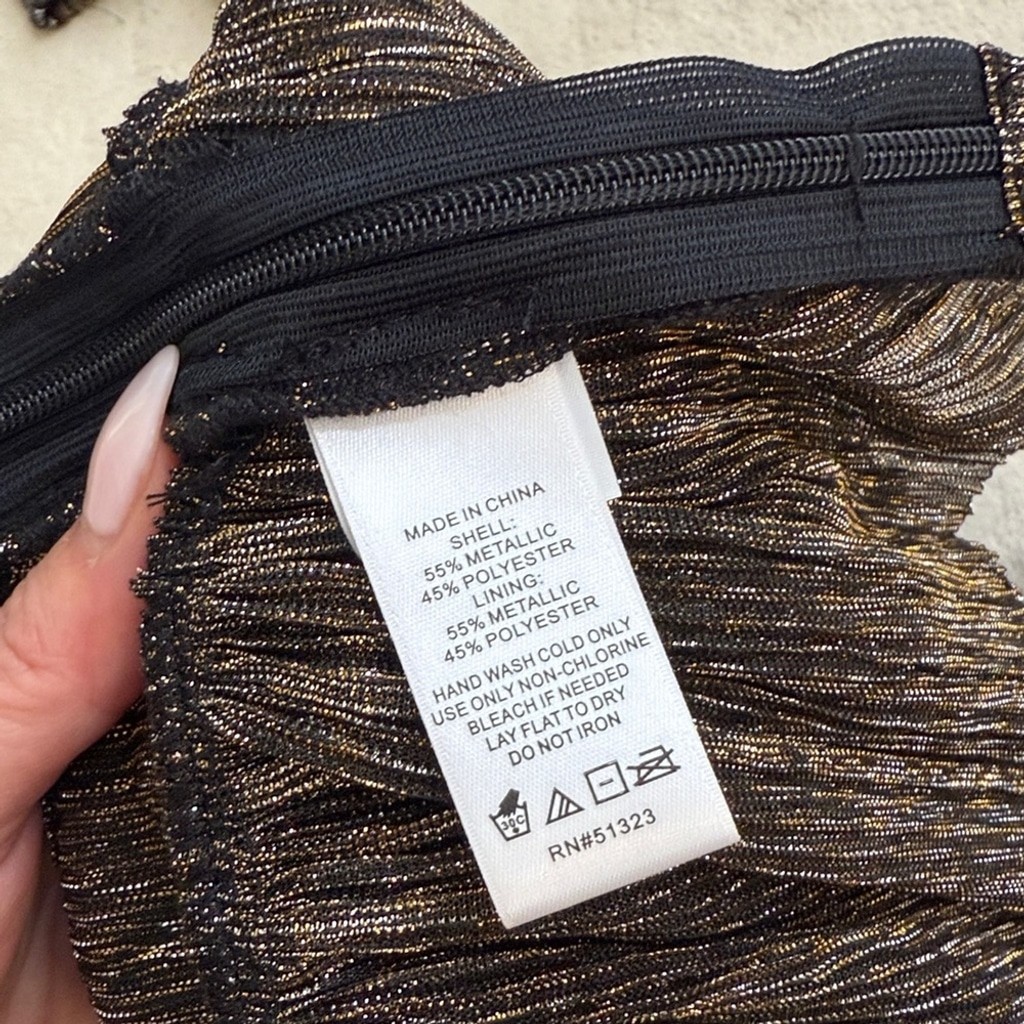 MADE IN CHINA
SHELL:
55% METALLIC
45% POLYESTER
LINING:
55% METALLIC
45% POLYESTER
HAND WASH COLD ONLY
USE ONLY NON-CHLORINE
BLEACH IF NEEDED
LAY FLAT TO DRY
DO NOT IRON
30C
RN#51323